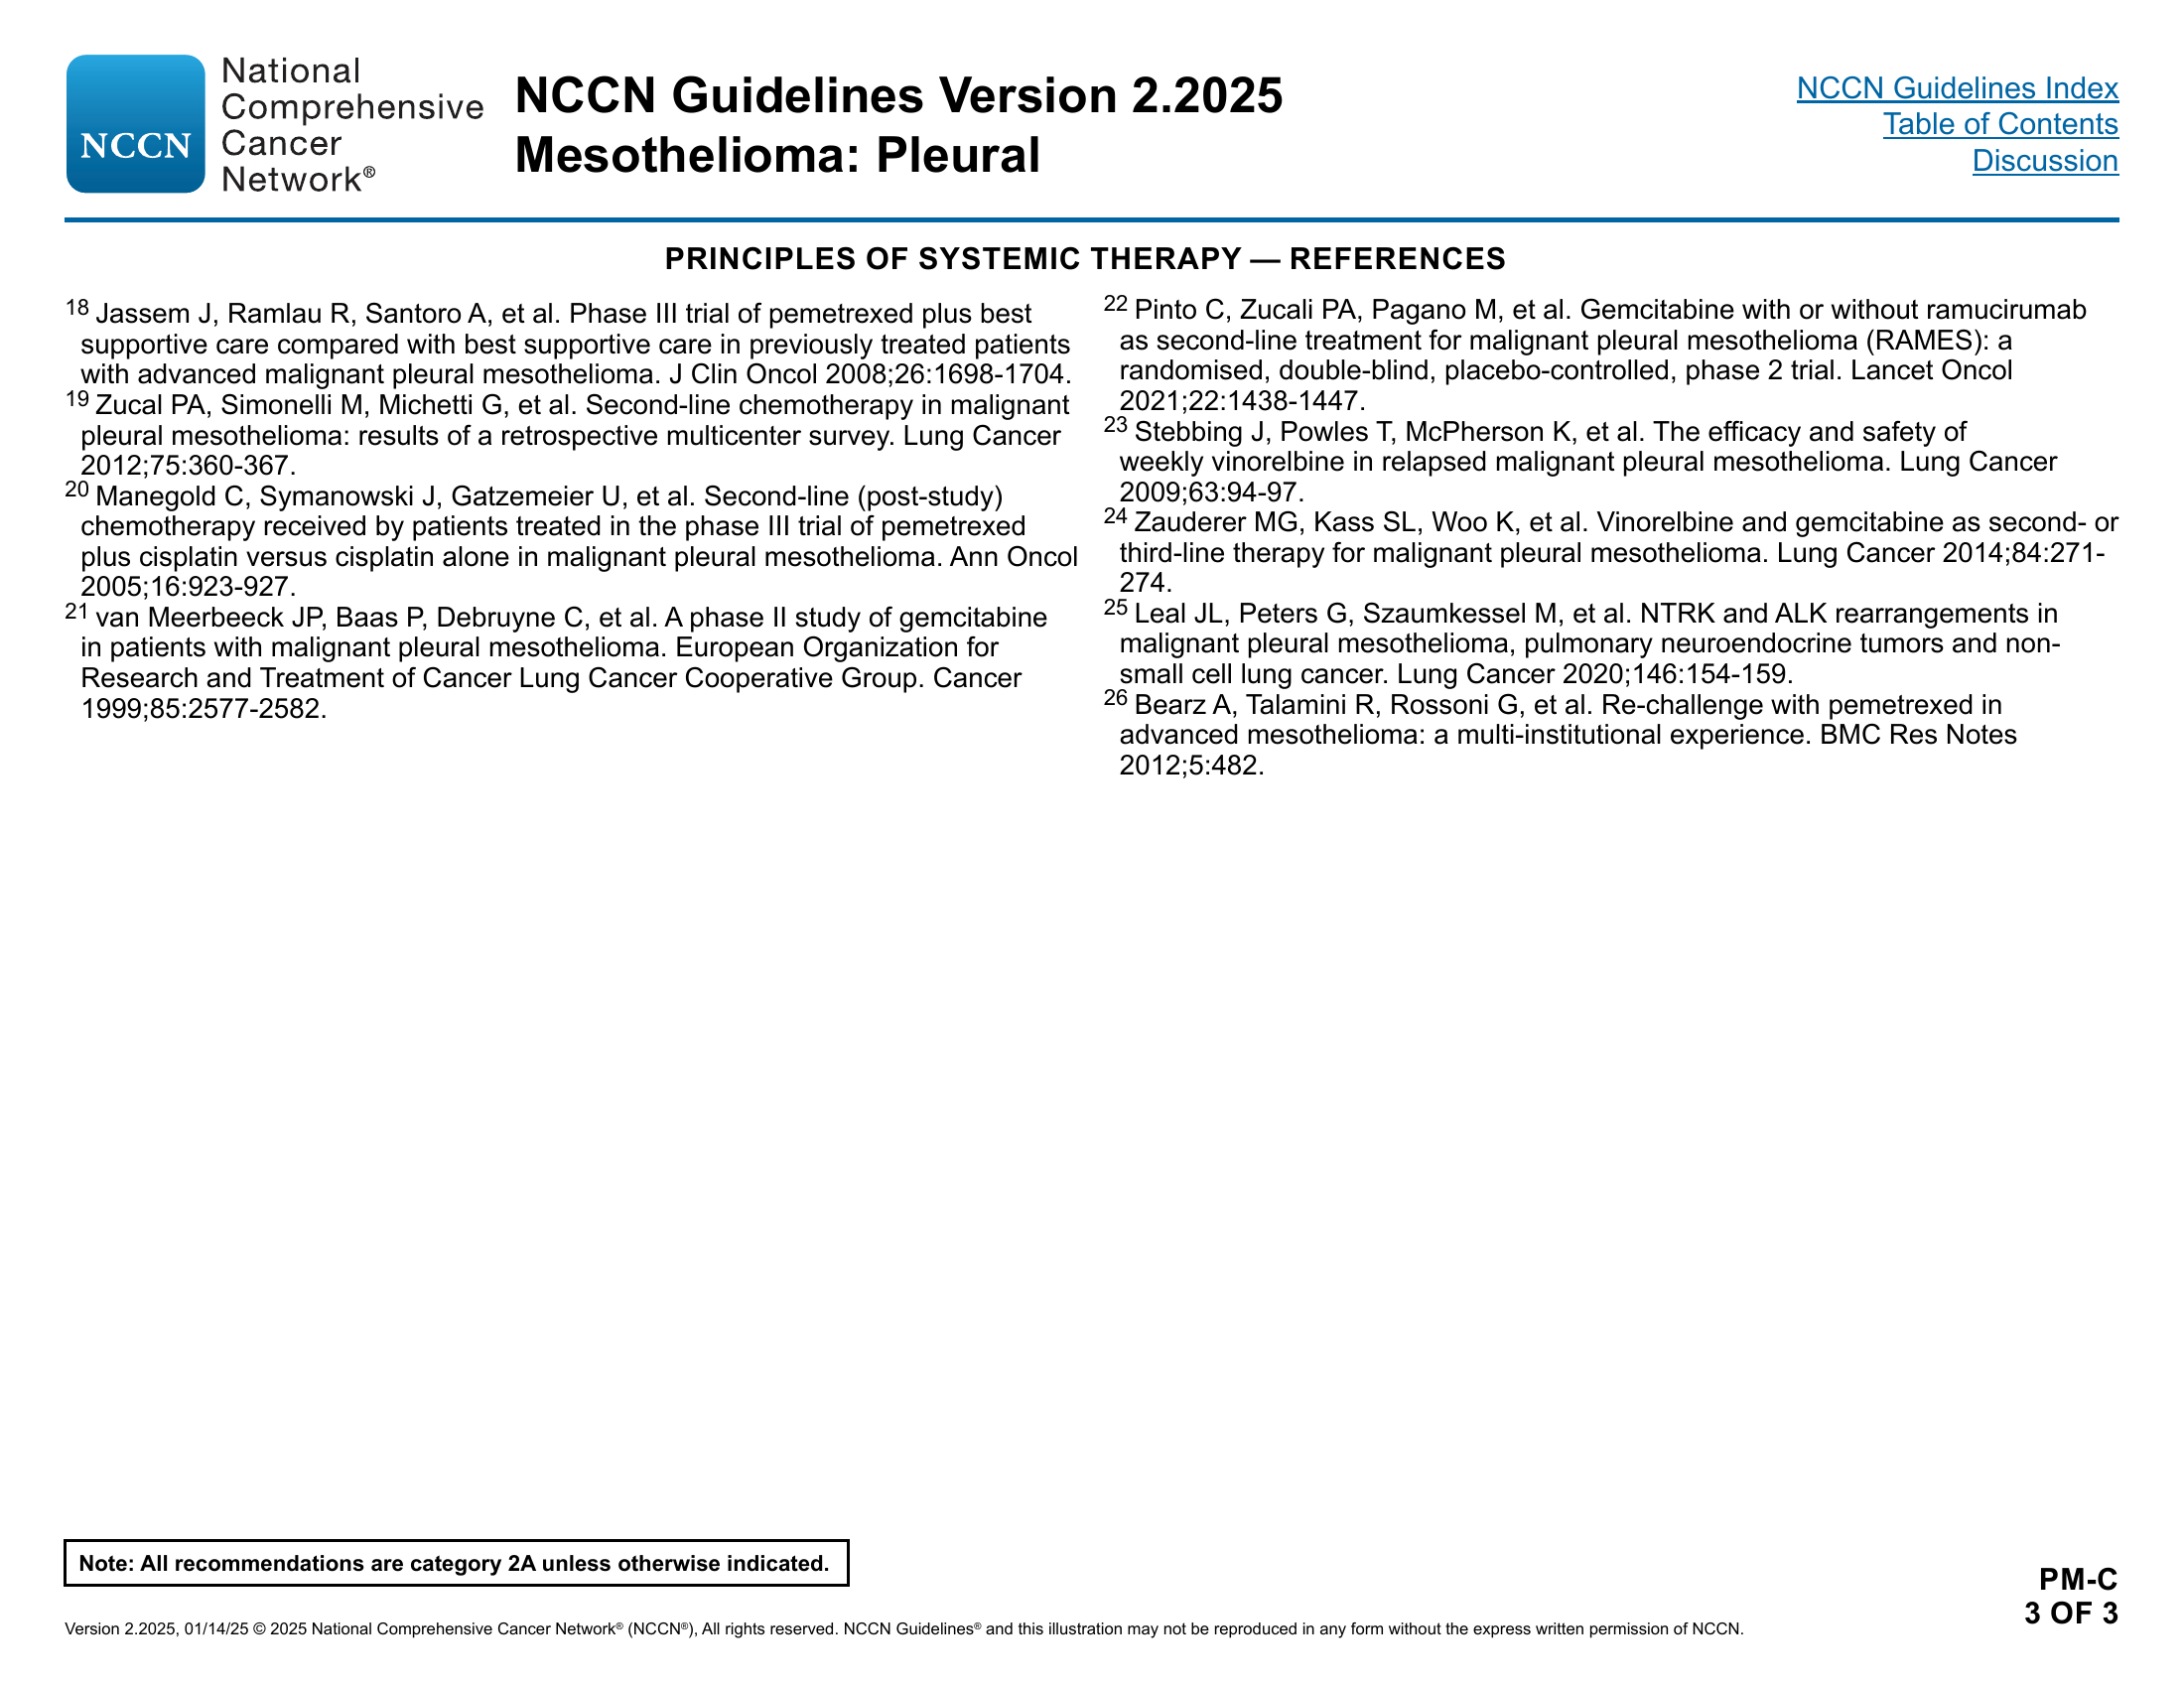 NCCN
National
Comprehensive
Cancer
Network®
NCCN Guidelines Version 2.2025
Mesothelioma: Pleural
NCCN Guidelines Index
Table of Contents
Discussion
PRINCIPLES OF SYSTEMIC THERAPY — REFERENCES
18 Jassem J, Ramlau R, Santoro A, et al. Phase III trial of pemetrexed plus best
supportive care compared with best supportive care in previously treated patients
with advanced malignant pleural mesothelioma. J Clin Oncol 2008;26:1698-1704.
19 Zucal PA, Simonelli M, Michetti G, et al. Second-line chemotherapy in malignant
pleural mesothelioma: results of a retrospective multicenter survey. Lung Cancer
2012;75:360-367.
20 Manegold C, Symanowski J, Gatzemeier U, et al. Second-line (post-study)
chemotherapy received by patients treated in the phase III trial of pemetrexed
plus cisplatin versus cisplatin alone in malignant pleural mesothelioma. Ann Oncol
2005;16:923-927.
21 van Meerbeeck JP, Baas P, Debruyne C, et al. A phase II study of gemcitabine
in patients with malignant pleural mesothelioma. European Organization for
Research and Treatment of Cancer Lung Cancer Cooperative Group. Cancer
1999;85:2577-2582.
22 Pinto C, Zucali PA, Pagano M, et al. Gemcitabine with or without ramucirumab
as second-line treatment for malignant pleural mesothelioma (RAMES): a
randomised, double-blind, placebo-controlled, phase 2 trial. Lancet Oncol
2021;22:1438-1447.
23 Stebbing J, Powles T, McPherson K, et al. The efficacy and safety of
weekly vinorelbine in relapsed malignant pleural mesothelioma. Lung Cancer
2009;63:94-97.
24 Zauderer MG, Kass SL, Woo K, et al. Vinorelbine and gemcitabine as second- or
third-line therapy for malignant pleural mesothelioma. Lung Cancer 2014;84:271-
274.
25 Leal JL, Peters G, Szaumkessel M, et al. NTRK and ALK rearrangements in
malignant pleural mesothelioma, pulmonary neuroendocrine tumors and non-
small cell lung cancer. Lung Cancer 2020;146:154-159.
26 Bearz A, Talamini R, Rossoni G, et al. Re-challenge with pemetrexed in
advanced mesothelioma: a multi-institutional experience. BMC Res Notes
2012;5:482.
Note: All recommendations are category 2A unless otherwise indicated.
PM-C
3 OF 3
Version 2.2025, 01/14/25 © 2025 National Comprehensive Cancer Network® (NCCN®), All rights reserved. NCCN Guidelines® and this illustration may not be reproduced in any form without the express written permission of NCCN.